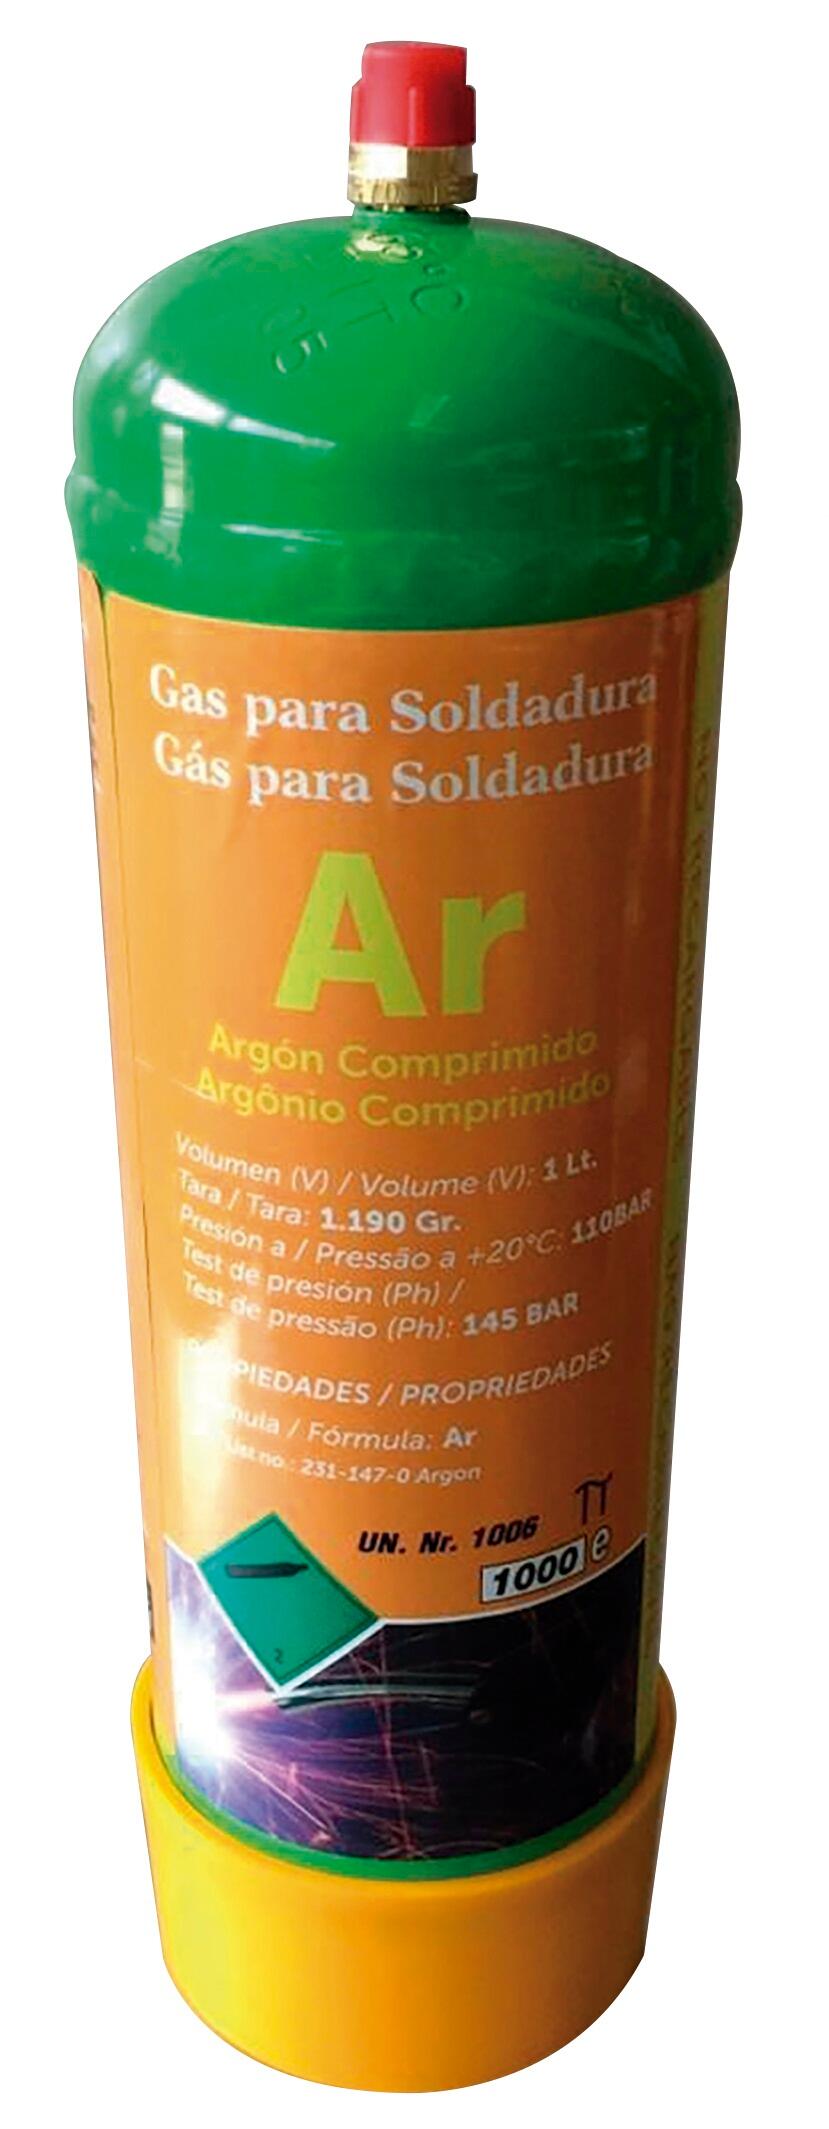 Gas para Soldadura
Gás para Soldadura
Ar
Argón Comprimido
Argônio Comprimido
Volumen (V) / Volume (V): 1 Lt.
Tara / Tara: 1.190 Gr.
Presión a / Pressão a +20°C: 110BAR
Test de presión (Ph) /
Test de pressão (Ph): 145 BAR
/ PROPRIEDADES
/ Fórmula: Ar
no.: 231-147-0 Argon
UN. Nr. 1006
1000 e
2